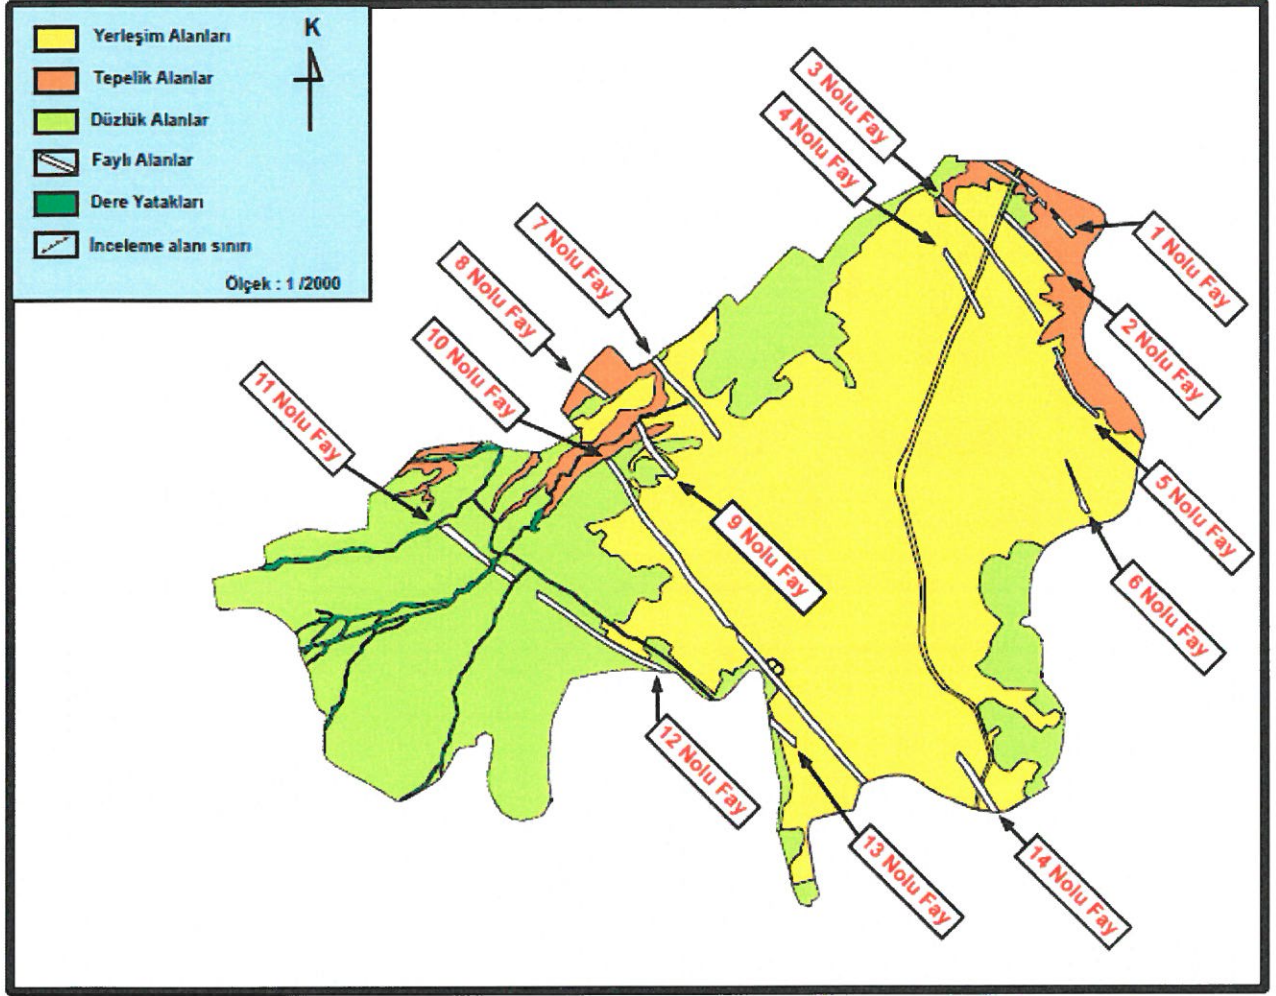 K
Yerleşim Alanları
Tepelik Alanlar
Düzlük Alanlar
Faylı Alanlar
Dere Yatakları
İnceleme alanı sınırı
Ölçek : 1 /2000
3 Nolu Fay
4 Nolu Fay
7 Nolu Fay
8 Nolu Fay
10 Nolu Fay
11 Nolu Fay
1 Nolu Fay
2 Nolu Fay
5 Nolu Fay
9 Nolu Fay
6 Nolu Fay
12 Nolu Fay
13 Nolu Fay
14 Nolu Fay